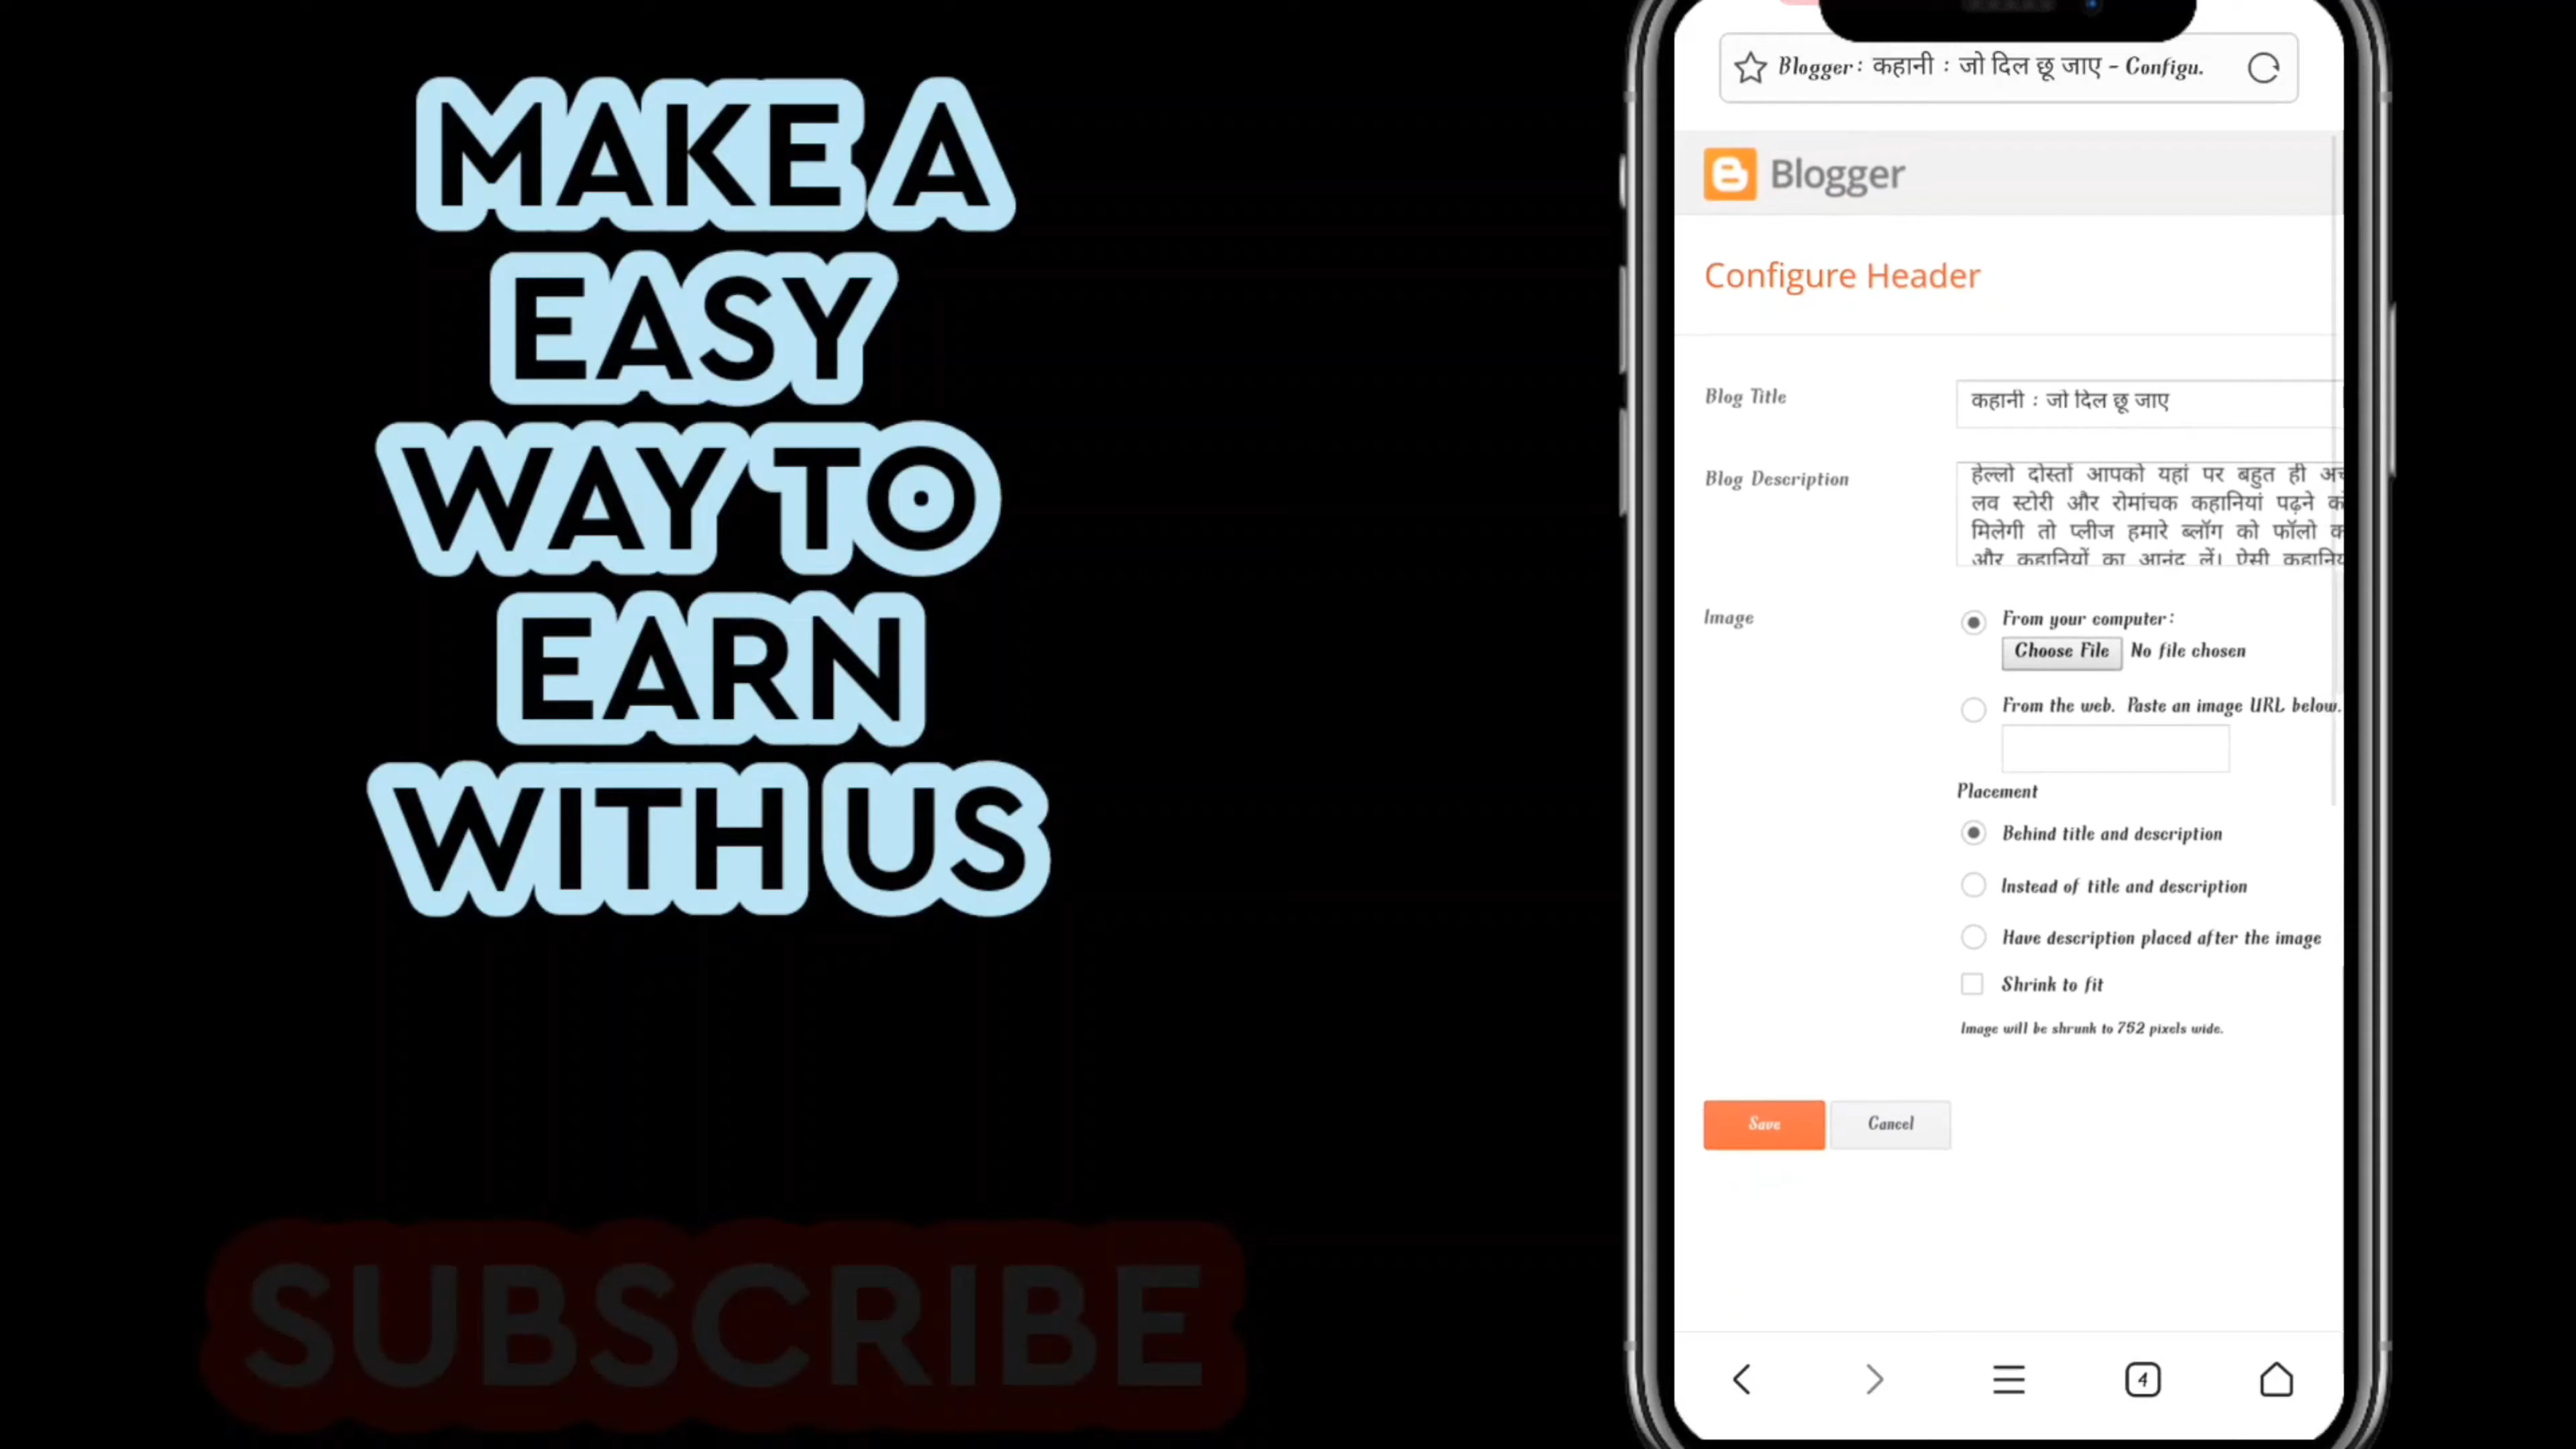 MAKE A
EASY
WAY TO
EARN
WITH US
SUBSCRIBE
Blogger: कहानी : जो दिल छू जाए - Configu.
Blogger
Configure Header
Blog Title
कहानी : जो दिल छू जाए
Blog Description
हेल्लो दोस्तों आपको यहां पर बहुत ही
लव स्टोरी और रोमांचक कहानियां पढ़ने
मिलेगी तो प्लीज हमारे ब्लॉग को फॉलो
और कहानियों का आनंद लें। ऐसी
Image
From your computer:
Choose File No file chosen
From the web. Paste an image URL below.
Placement
Behind title and description
Instead of title and description
Have description placed after the image
Shrink to fit
Image will be shrunk to 752 pixels wide.
Save Cancel
4